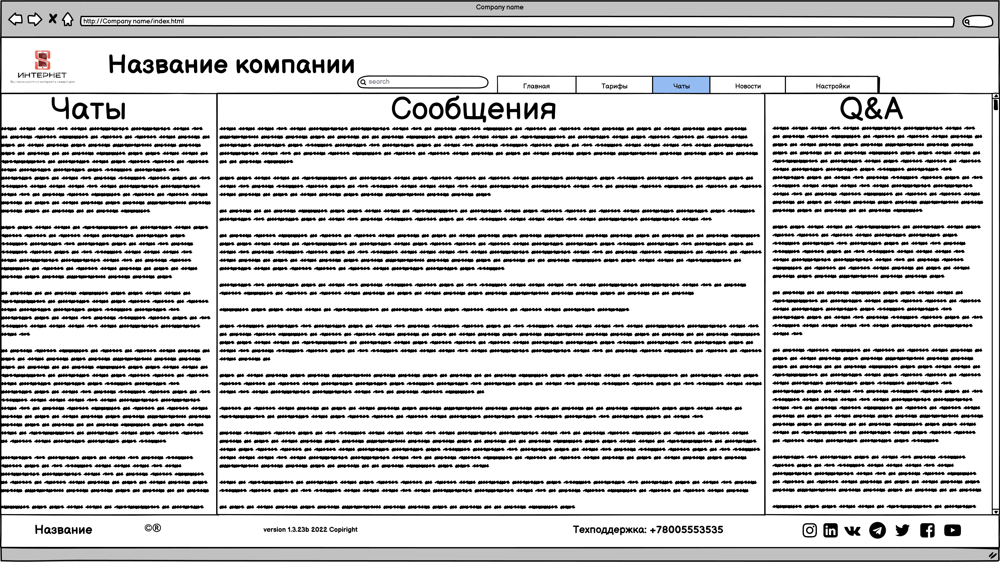 Company name
http://Company name/index.html
ИНТЕРНЕТ
Высокоскоростной интернет в каждый дом
Название компании
search
Главная
Тарифы
Чаты
Новости
Настройки
Чаты
Сообщения
Q&A
Название
©®
version 1.3.23b 2022 Copiright
Техподдержка: +78005553535